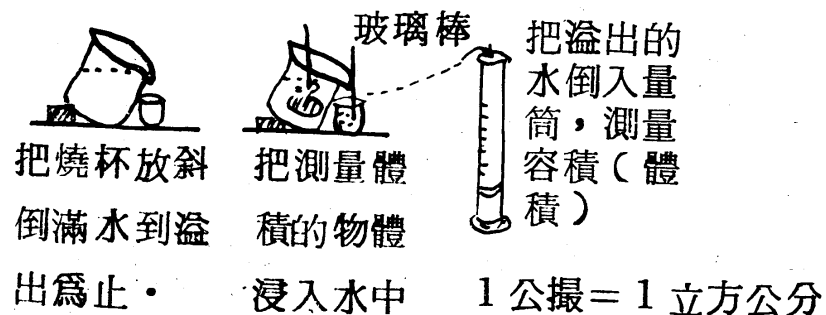 把燒杯放斜
倒滿水到溢
出為止．
把測量體
積的物體
浸入水中
玻璃棒
把溢出的
水倒入量
筒，測量
容積（體
積）
1公撮＝1立方公分